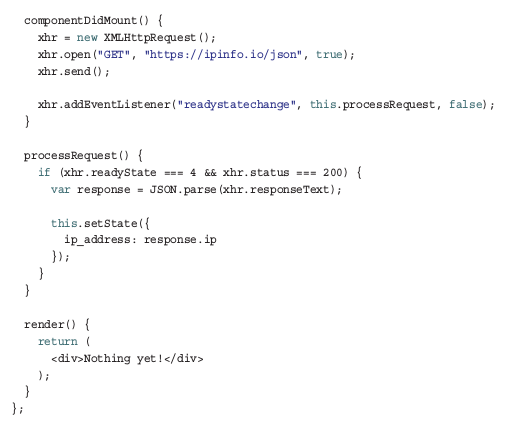 componentDidMount() {
xhr = new XMLHttpRequest();
xhr.open("GET", "https://ipinfo.io/json", true);
xhr.send();
xhr.addEventListener("readystatechange", this.processRequest, false);
}
processRequest() {
if (xhr.readyState === 4 && xhr.status === 200) {
var response = JSON.parse(xhr.responseText);
this.setState({
ip_address: response.ip
});
}
}
render() {
return (
<div>Nothing yet!</div>
);
}
};